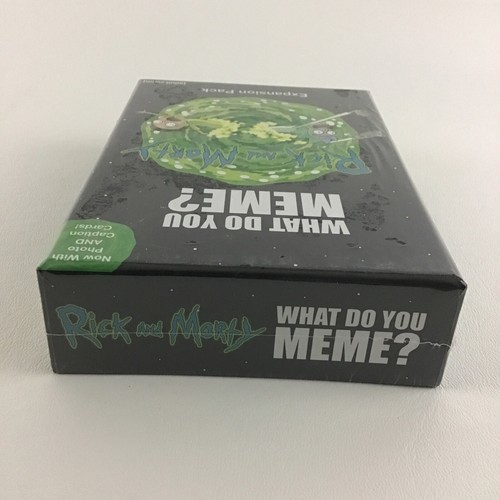 Expansion Pack
Rick and Morty
WHAT DO YOU
MEME?
Now With
Photo AND
Caption
Cards!
Rick and Morty
WHAT DO YOU
MEME?